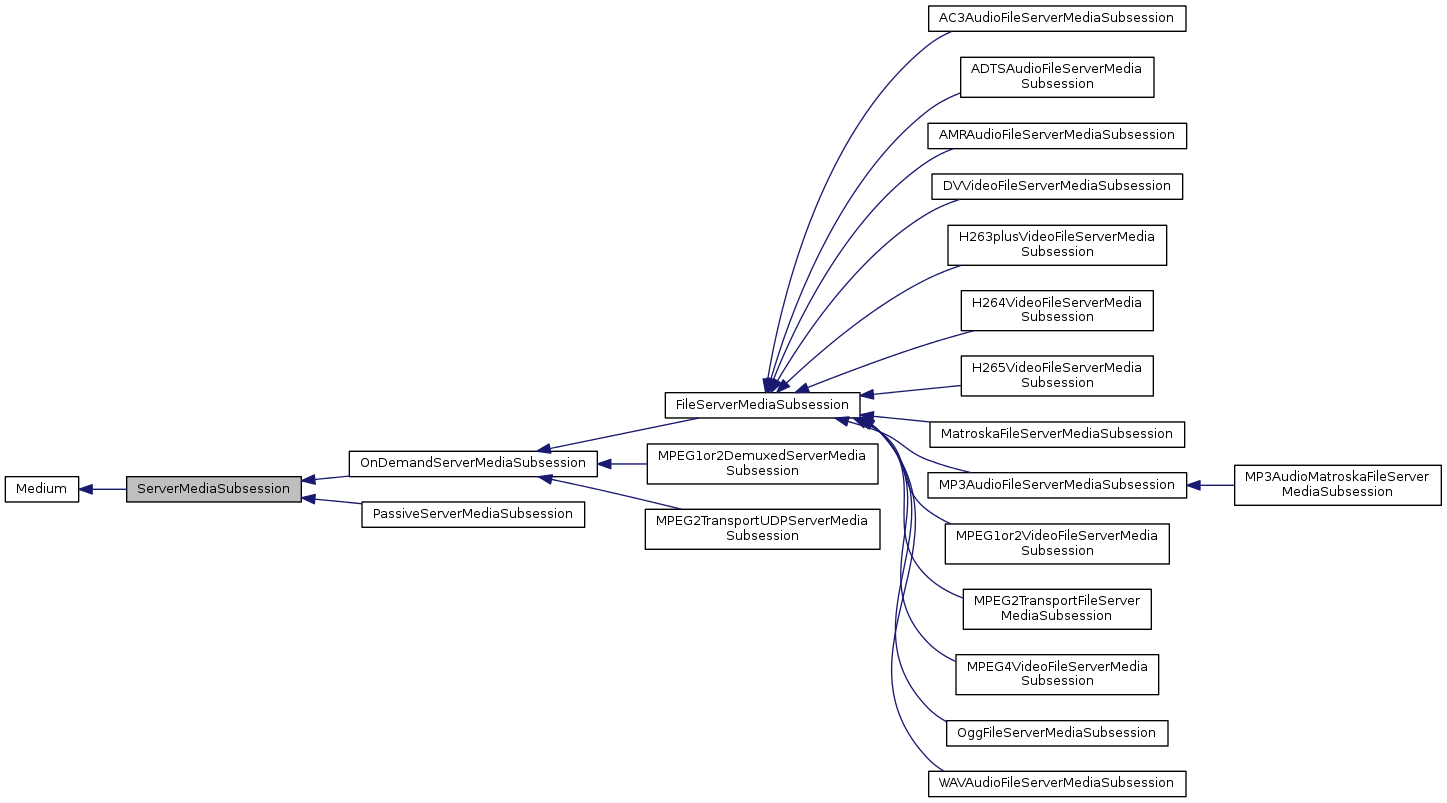 AC3AudioFileServerMediaSubsession
ADTSAudioFileServerMedia
Subsession
AMRAudioFileServerMediaSubsession
DVVideoFileServerMediaSubsession
H263plusVideoFileServerMedia
Subsession
H264VideoFileServerMedia
Subsession
H265VideoFileServerMedia
Subsession
FileServerMediaSubsession
MatroskaFileServerMediaSubsession
OnDemandServerMediaSubsession
MPEG1or2DemuxedServerMedia
Subsession
Medium
ServerMediaSubsession
MP3AudioFileServerMediaSubsession
MP3AudioMatroskaFileServer
MediaSubsession
PassiveServerMediaSubsession
MPEG2TransportUDPServerMedia
Subsession
MPEG1or2VideoFileServerMedia
Subsession
MPEG2TransportFileServer
MediaSubsession
MPEG4VideoFileServerMedia
Subsession
OggFileServerMediaSubsession
WAVAudioFileServerMediaSubsession